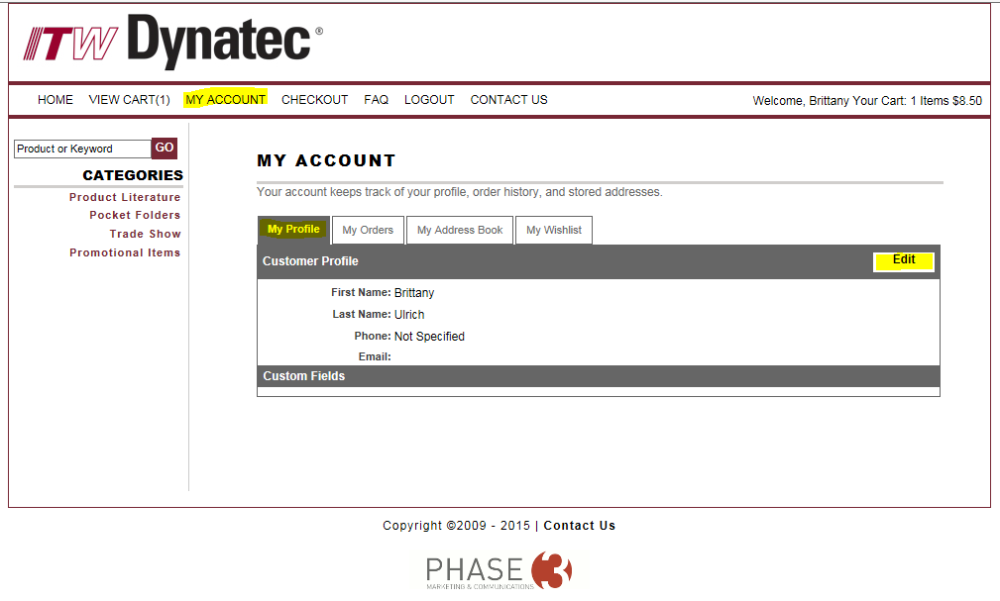 ITW Dynatec®
HOME VIEW CART(1) MY ACCOUNT CHECKOUT FAQ LOGOUT CONTACT US Welcome, Brittany Your Cart: 1 Items $8.50
Product or Keyword GO
CATEGORIES
Product Literature
Pocket Folders
Trade Show
Promotional Items
MY ACCOUNT
Your account keeps track of your profile, order history, and stored addresses.
My Profile My Orders My Address Book My Wishlist
Customer Profile Edit
First Name: Brittany
Last Name: Ulrich
Phone: Not Specified
Email:
Custom Fields
Copyright ©2009 - 2015 | Contact Us
PHASE 3
MARKETING & COMMUNICATIONS